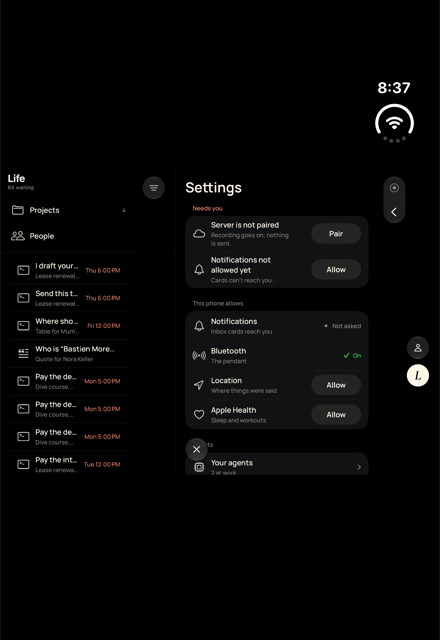 8:37
Life
64 waiting
Projects
People
I draft your...
Lease renewal...
Thu 6:00 PM
Send this t...
Lease renewal...
Thu 6:00 PM
Where sho...
Table for Mum'...
Fri 12:00 PM
Who is "Bastien More...
Quote for Nora Keller
Pay the de...
Dive course,...
Mon 5:00 PM
Pay the de...
Dive course,...
Mon 5:00 PM
Pay the de...
Dive course,...
Mon 5:00 PM
Pay the int...
Lease renewa...
Tue 12:00 PM
Settings
Needs you
Server is not paired
Recording goes on; nothing
is sent.
Pair
Notifications not
allowed yet
Cards can't reach you.
Allow
This phone allows
Notifications
Inbox cards reach you
Not asked
Bluetooth
The pendant
On
Location
Where things were said
Allow
Apple Health
Sleep and workouts
Allow
Your agents
2 at work
L